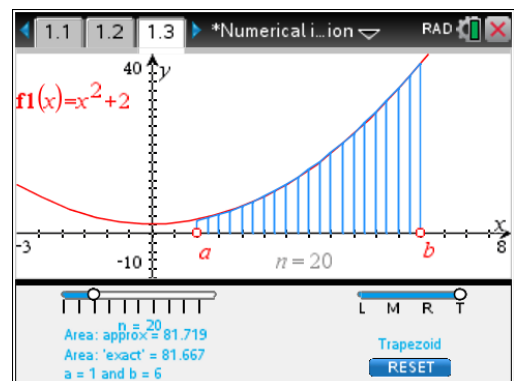 1.1 1.2 1.3 *Numerical i...ion RAD
40 y
f1(x)=x²+2
x
-3 a b 8
-10 n = 20
L M R T
n = 20
Area: approx = 81.719
Area: 'exact' = 81.667
a = 1 and b = 6
Trapezoid
RESET